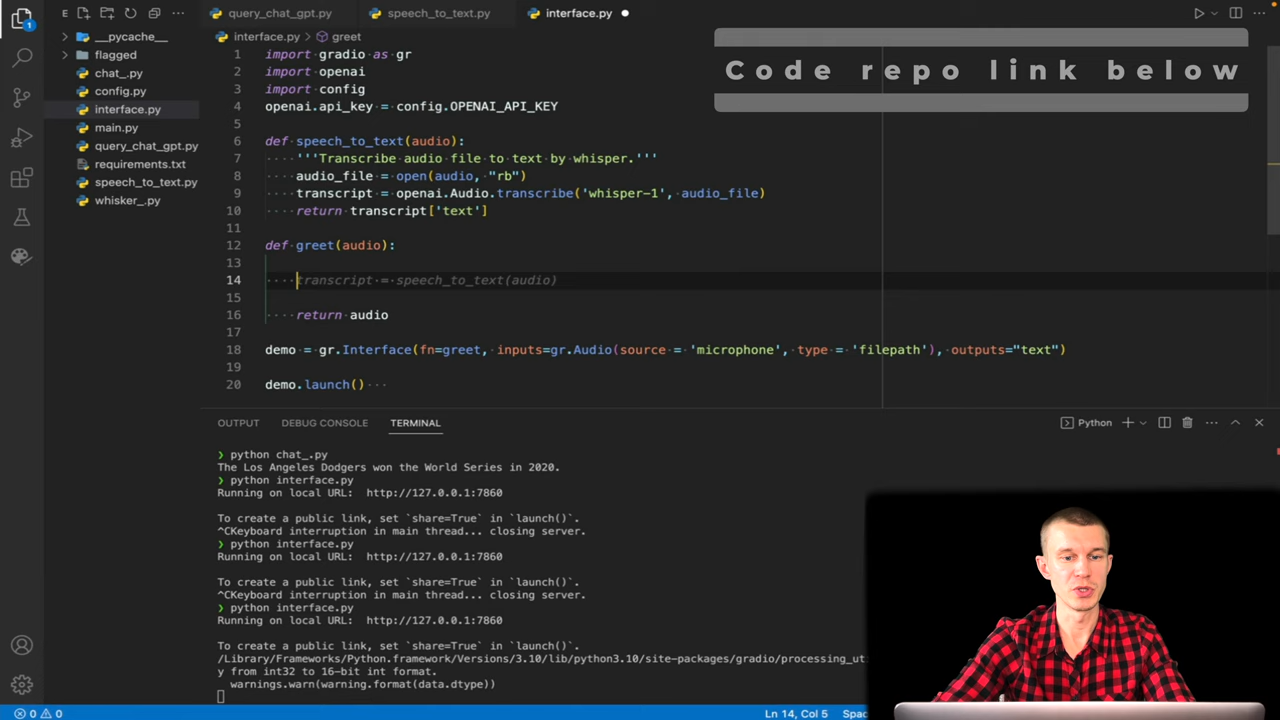 query_chat_gpt.py
speech_to_text.py
interface.py
interface.py > greet
__pycache__
flagged
chat_.py
config.py
interface.py
main.py
query_chat_gpt.py
requirements.txt
speech_to_text.py
whisker_.py
1 import gradio as gr
2 import openai
3 import config
4 openai.api_key = config.OPENAI_API_KEY
5
6 def speech_to_text(audio):
7 '''Transcribe audio file to text by whisper.'''
8 audio_file = open(audio, "rb")
9 transcript = openai.Audio.transcribe('whisper-1', audio_file)
10 return transcript['text']
11
12 def greet(audio):
13
14 transcript = speech_to_text(audio)
15
16 return audio
17
18 demo = gr.Interface(fn=greet, inputs=gr.Audio(source = 'microphone', type = 'filepath'), outputs="text")
19
20 demo.launch()
Code repo link below
OUTPUT DEBUG CONSOLE TERMINAL
Python
❯ python chat_.py
The Los Angeles Dodgers won the World Series in 2020.
❯ python interface.py
Running on local URL: http://127.0.0.1:7860
To create a public link, set `share=True` in `launch()`.
^CKeyboard interruption in main thread... closing server.
❯ python interface.py
Running on local URL: http://127.0.0.1:7860
To create a public link, set `share=True` in `launch()`.
^CKeyboard interruption in main thread... closing server.
❯ python interface.py
Running on local URL: http://127.0.0.1:7860
To create a public link, set `share=True` in `launch()`.
/Library/Frameworks/Python.framework/Versions/3.10/lib/python3.10/site-packages/gradio/processing_ut
y from int32 to 16-bit int format.
warnings.warn(warning.format(data.dtype))
0 0
Ln 14, Col 5